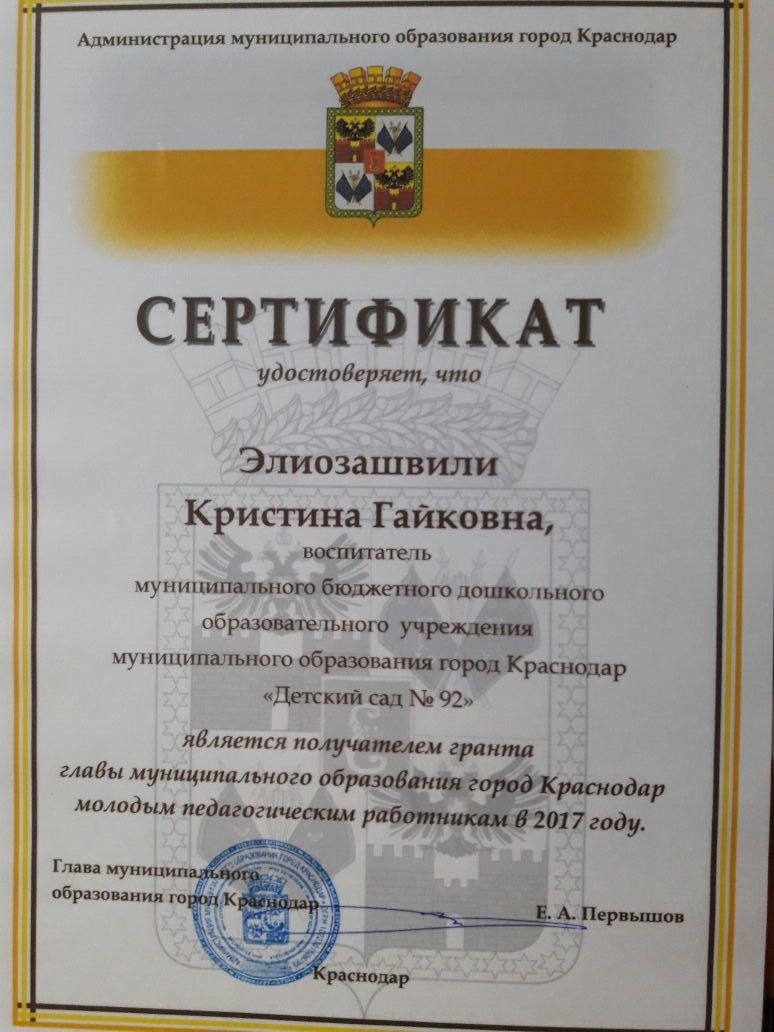 Администрация муниципального образования город Краснодар
СЕРТИФИКАТ
удостоверяет, что
Элиозашвили
Кристина Гайковна,
воспитатель
муниципального бюджетного дошкольного
образовательного учреждения
муниципального образования город Краснодар
«Детский сад № 92»
является получателем гранта
главы муниципального образования город Краснодар
молодым педагогическим работникам в 2017 году.
Глава муниципального
образования город Краснодар
Е. А. Первышов
Краснодар